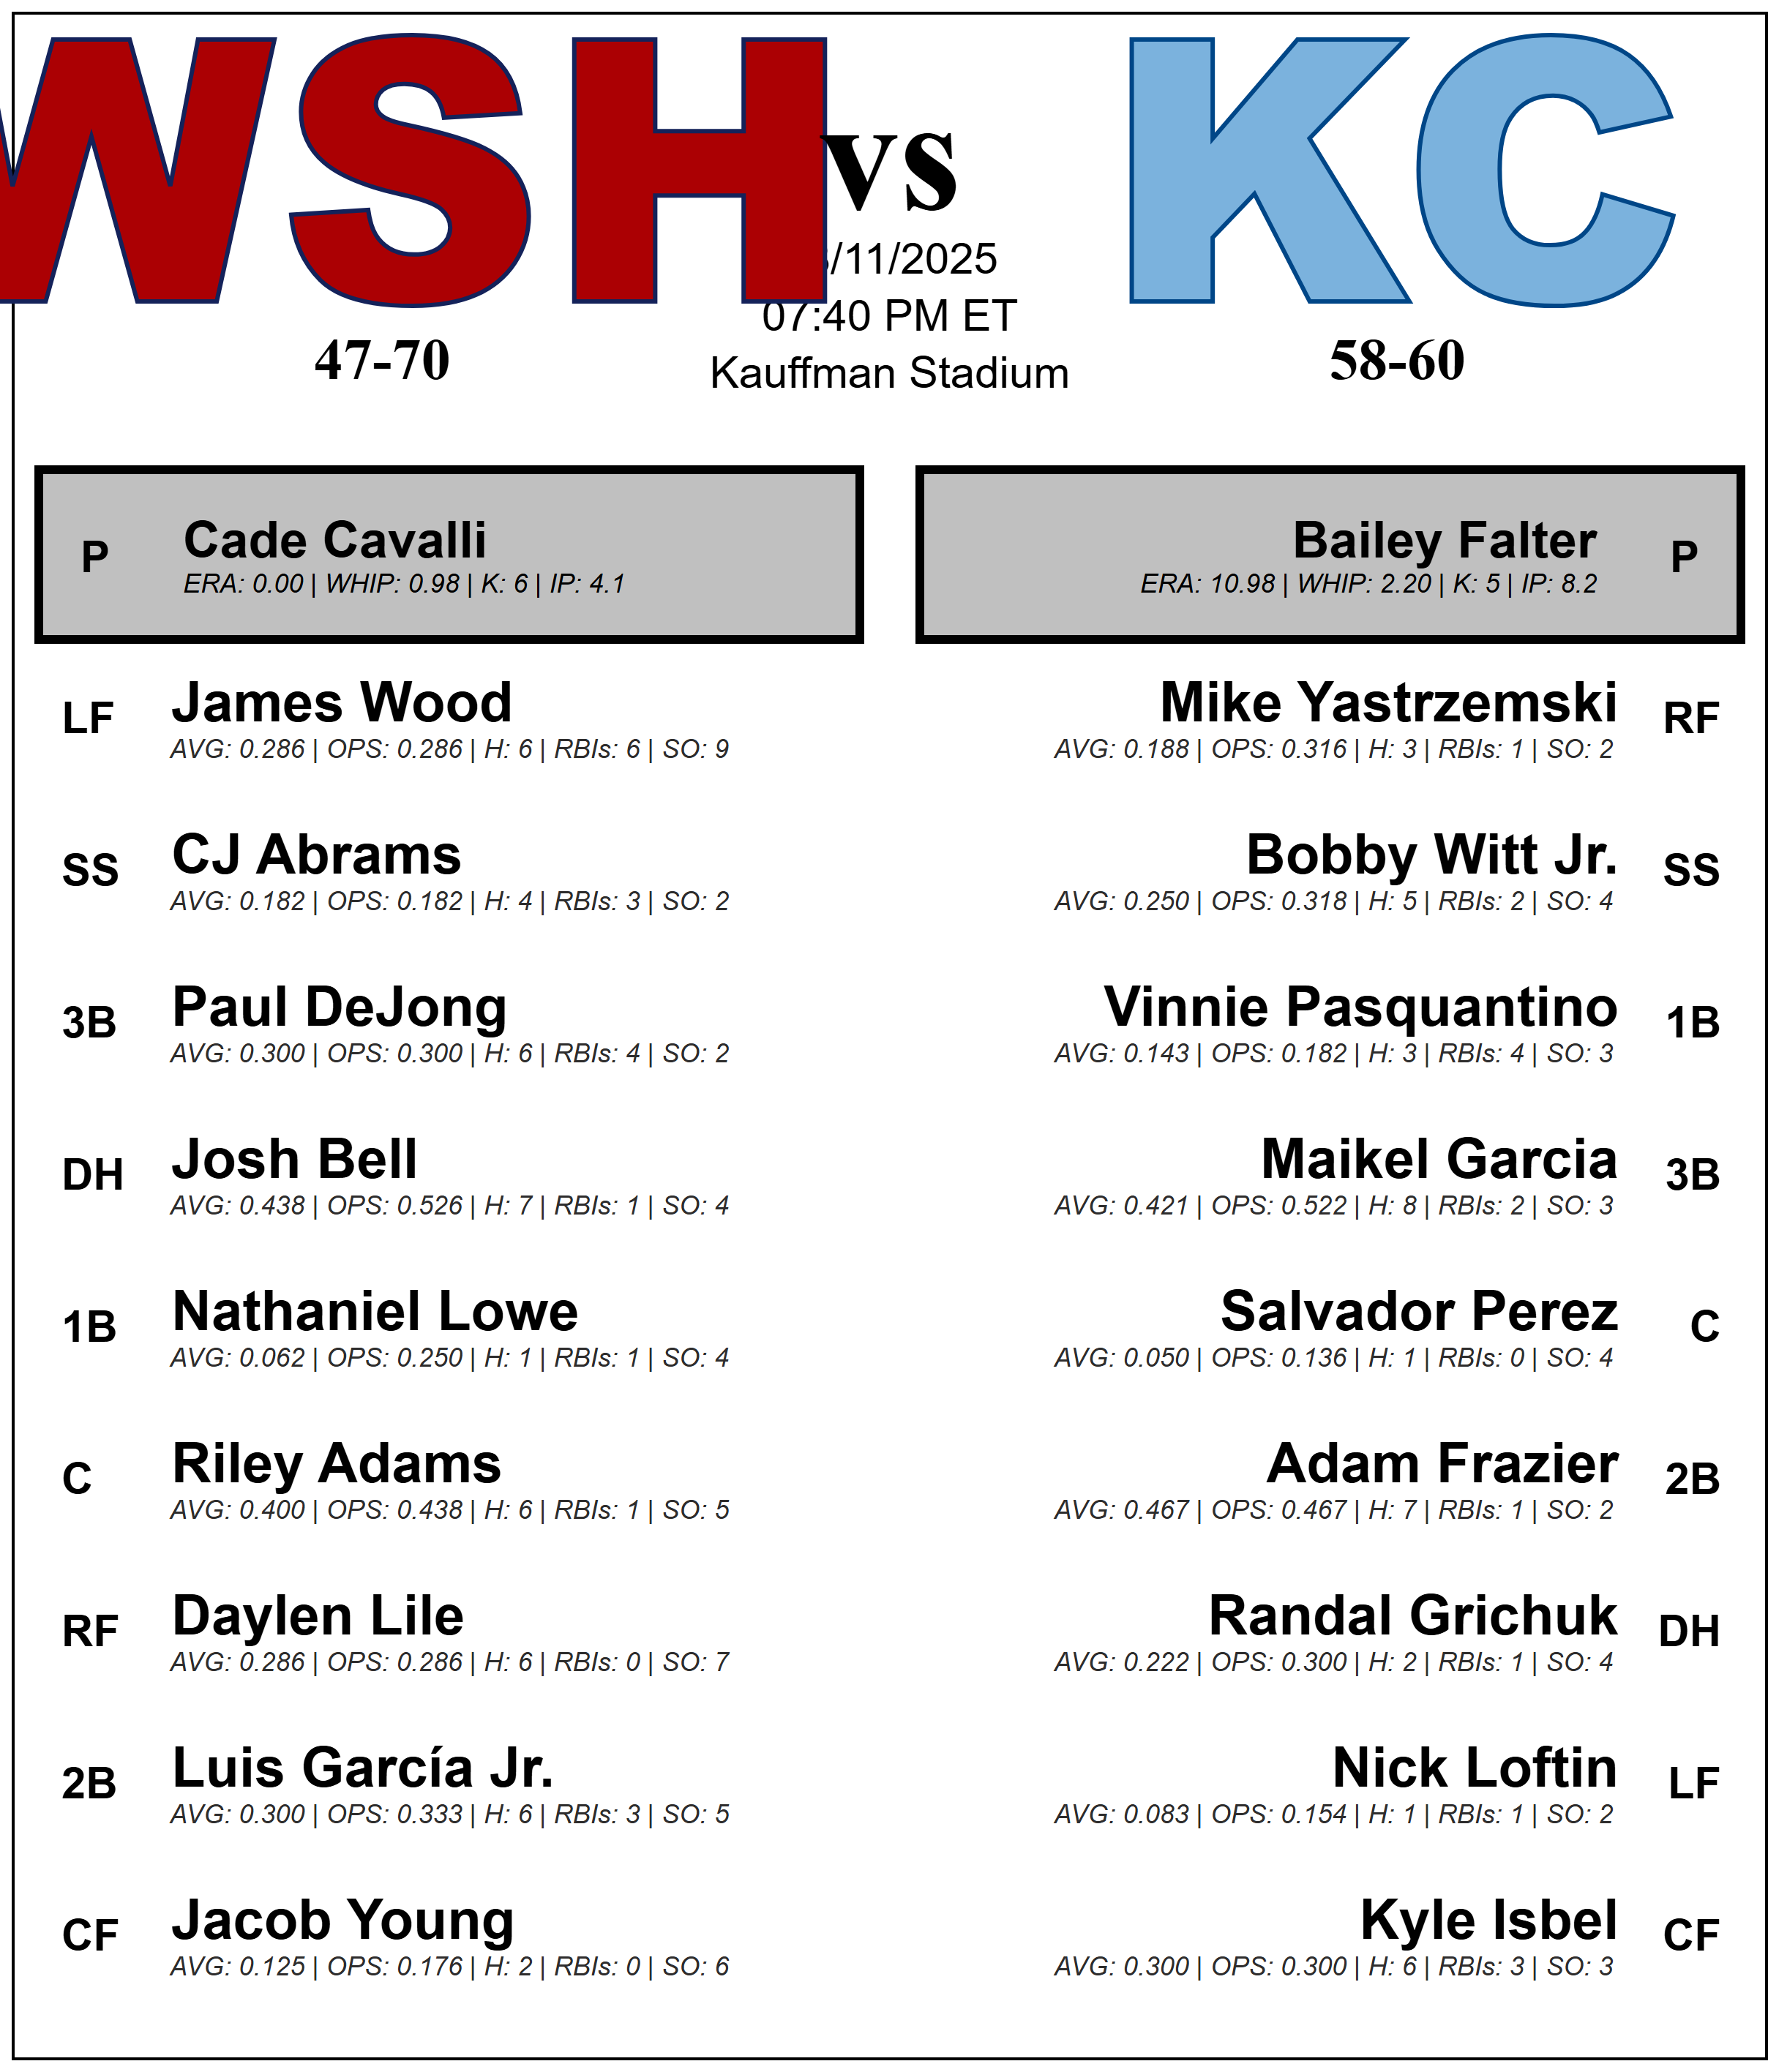 WSH
vs
KC
/11/2025
07:40 PM ET
Kauffman Stadium
47-70
58-60
P
Cade Cavalli
ERA: 0.00 | WHIP: 0.98 | K: 6 | IP: 4.1
Bailey Falter
P
ERA: 10.98 | WHIP: 2.20 | K: 5 | IP: 8.2
LF
James Wood
AVG: 0.286 | OPS: 0.286 | H: 6 | RBIs: 6 | SO: 9
Mike Yastrzemski
RF
AVG: 0.188 | OPS: 0.316 | H: 3 | RBIs: 1 | SO: 2
SS
CJ Abrams
AVG: 0.182 | OPS: 0.182 | H: 4 | RBIs: 3 | SO: 2
Bobby Witt Jr.
SS
AVG: 0.250 | OPS: 0.318 | H: 5 | RBIs: 2 | SO: 4
3B
Paul DeJong
AVG: 0.300 | OPS: 0.300 | H: 6 | RBIs: 4 | SO: 2
Vinnie Pasquantino
1B
AVG: 0.143 | OPS: 0.182 | H: 3 | RBIs: 4 | SO: 3
DH
Josh Bell
AVG: 0.438 | OPS: 0.526 | H: 7 | RBIs: 1 | SO: 4
Maikel Garcia
3B
AVG: 0.421 | OPS: 0.522 | H: 8 | RBIs: 2 | SO: 3
1B
Nathaniel Lowe
AVG: 0.062 | OPS: 0.250 | H: 1 | RBIs: 1 | SO: 4
Salvador Perez
C
AVG: 0.050 | OPS: 0.136 | H: 1 | RBIs: 0 | SO: 4
C
Riley Adams
AVG: 0.400 | OPS: 0.438 | H: 6 | RBIs: 1 | SO: 5
Adam Frazier
2B
AVG: 0.467 | OPS: 0.467 | H: 7 | RBIs: 1 | SO: 2
RF
Daylen Lile
AVG: 0.286 | OPS: 0.286 | H: 6 | RBIs: 0 | SO: 7
Randal Grichuk
DH
AVG: 0.222 | OPS: 0.300 | H: 2 | RBIs: 1 | SO: 4
2B
Luis García Jr.
AVG: 0.300 | OPS: 0.333 | H: 6 | RBIs: 3 | SO: 5
Nick Loftin
LF
AVG: 0.083 | OPS: 0.154 | H: 1 | RBIs: 1 | SO: 2
CF
Jacob Young
AVG: 0.125 | OPS: 0.176 | H: 2 | RBIs: 0 | SO: 6
Kyle Isbel
CF
AVG: 0.300 | OPS: 0.300 | H: 6 | RBIs: 3 | SO: 3